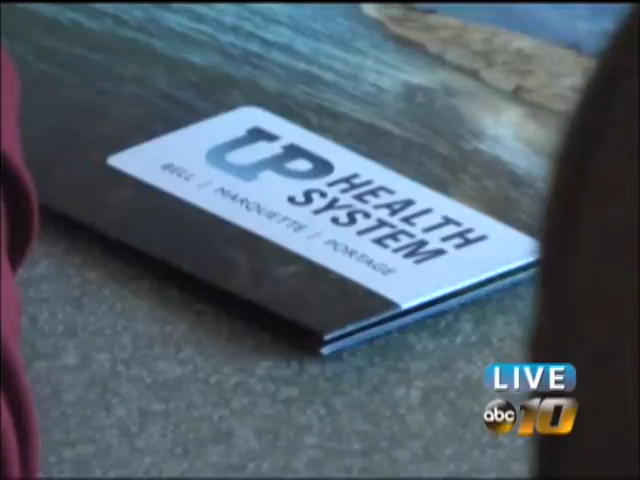 UP HEALTH
SYSTEM
BELL | MARQUETTE | PORTAGE
LIVE
abc 10